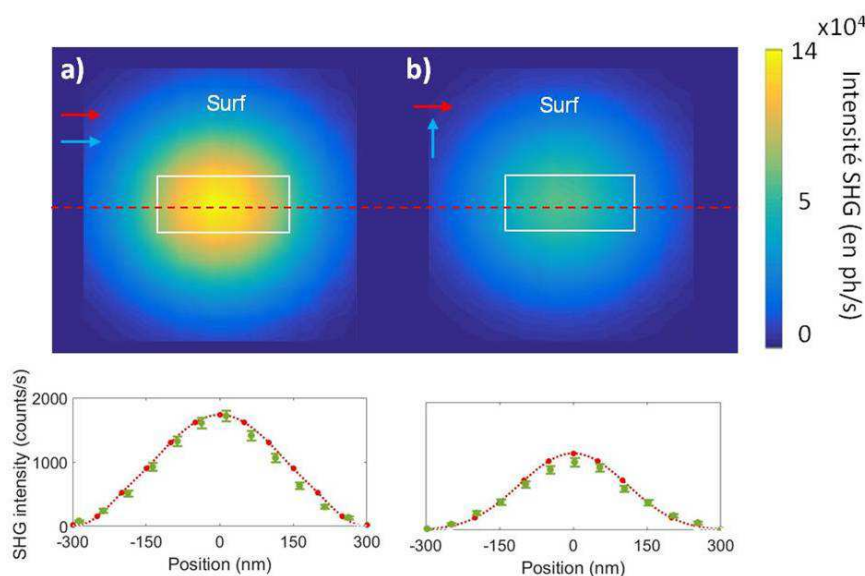 x10⁴
a)
b)
Surf
Surf
14
5
0
Intensité SHG (en ph/s)
SHG intensity (counts/s)
2000
1000
0
-300
-150
0
150
300
Position (nm)
-300
-150
0
150
300
Position (nm)